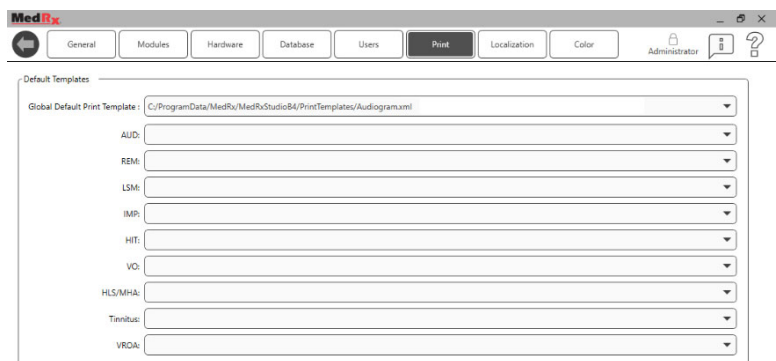 MedRx
General Modules Hardware Database Users Print Localization Color Administrator
Default Templates
Global Default Print Template : C:/ProgramData/MedRx/MedRxStudioB4/PrintTemplates/Audiogram.xml
AUD:
REM:
LSM:
IMP:
HIT:
VO:
HLS/MHA:
Tinnitus:
VROA: